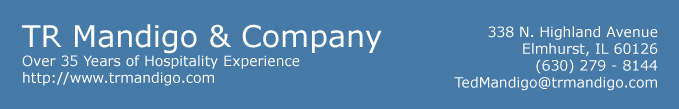 TR Mandigo & Company
Over 35 Years of Hospitality Experience
http://www.trmandigo.com
338 N. Highland Avenue
Elmhurst, IL 60126
(630) 279 - 8144
TedMandigo@trmandigo.com